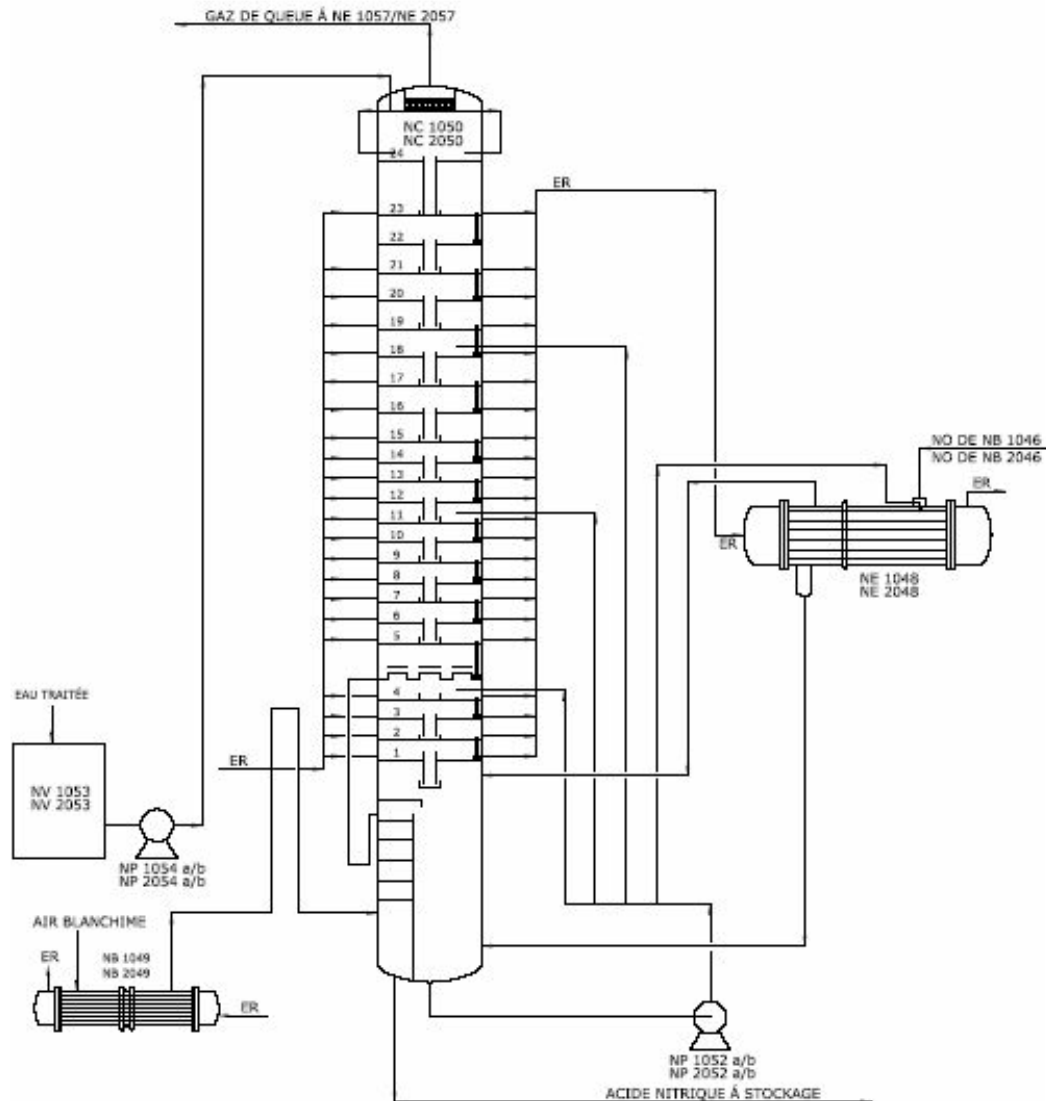 GAZ DE QUEUE Á NE 1057/NE 2057
NC 1050
NC 2050
24
ER
23
22
21
20
19
18
17
16
15
14
13
12
11
10
9
8
7
6
5
4
3
2
1
NO DE NB 1046
NO DE NB 2046
ER
ER
NE 1048
NE 2048
EAU TRAITÉE
NV 1053
NV 2053
ER
NP 1054 a/b
NP 2054 a/b
AIR BLANCHIME
ER
NB 1049
NB 2049
ER
NP 1052 a/b
NP 2052 a/b
ACIDE NITRIQUE Á STOCKAGE